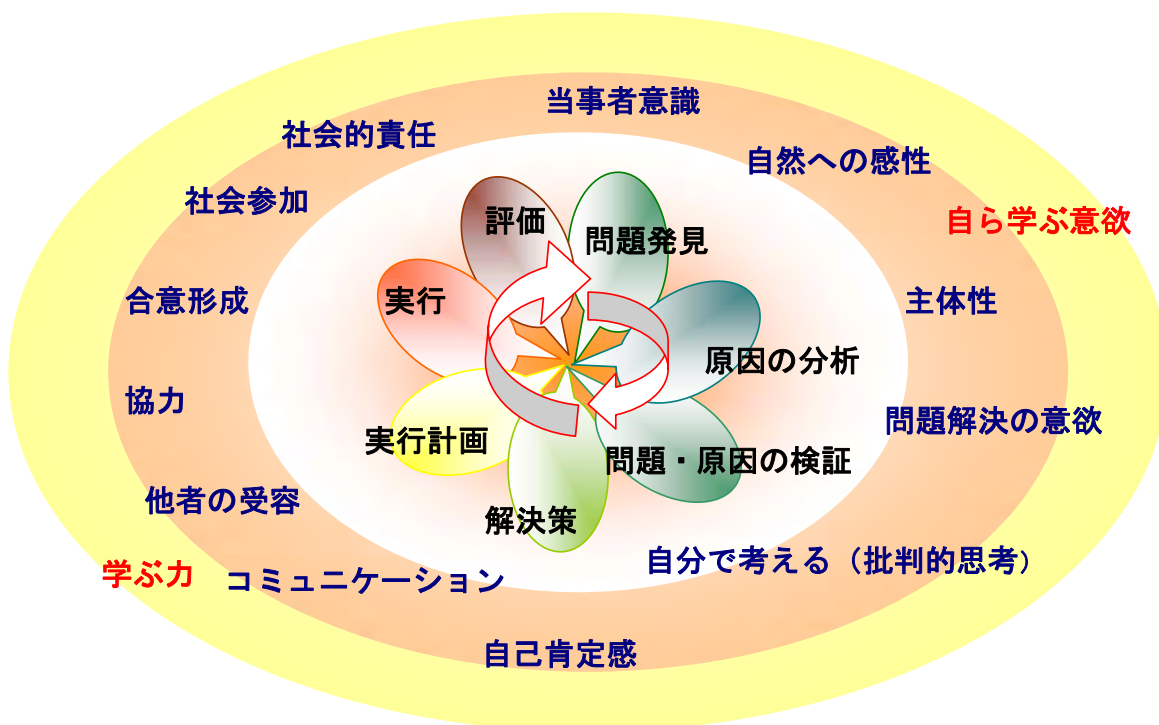 当事者意識
社会的責任
自然への感性
社会参加
自ら学ぶ意欲
評価
問題発見
合意形成
実行
主体性
原因の分析
協力
問題解決の意欲
実行計画
問題・原因の検証
他者の受容
解決策
自分で考える（批判的思考）
学ぶ力
コミュニケーション
自己肯定感